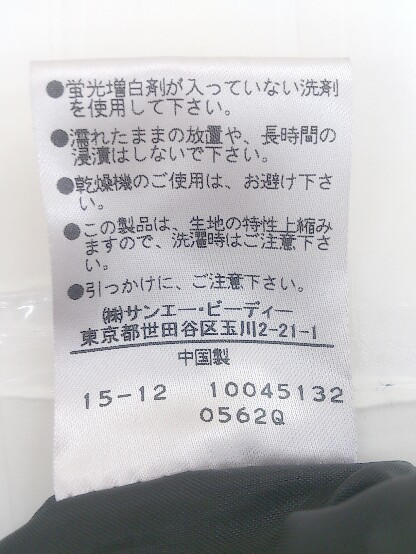 ●蛍光増白剤が入っていない洗剤
を使用して下さい。
●濡れたままの放置や、長時間の
浸漬はしないで下さい。
●乾燥機のご使用は、お避け下さ
い。
●この製品は、生地の特性上縮み
ますので、洗濯時はご注意下さ
い。
●引っかけに、ご注意下さい。
㈱サンエー・ビーディー
東京都世田谷区玉川2-21-1
中国製
15-12 10045132
0562Q